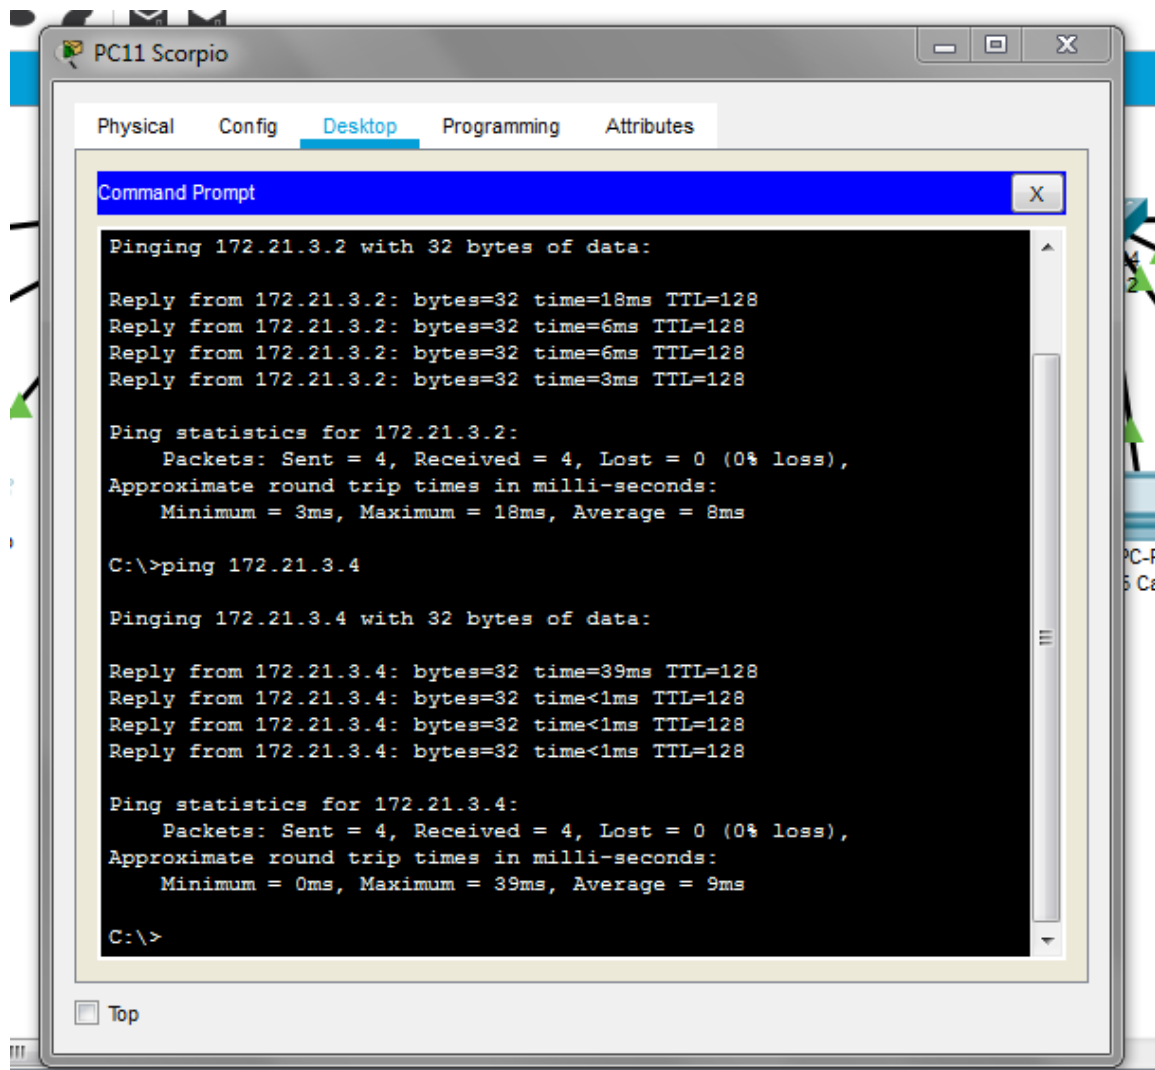 PC11 Scorpio
Physical Config Desktop Programming Attributes
Command Prompt X
Pinging 172.21.3.2 with 32 bytes of data:
Reply from 172.21.3.2: bytes=32 time=18ms TTL=128
Reply from 172.21.3.2: bytes=32 time=6ms TTL=128
Reply from 172.21.3.2: bytes=32 time=6ms TTL=128
Reply from 172.21.3.2: bytes=32 time=3ms TTL=128
Ping statistics for 172.21.3.2:
Packets: Sent = 4, Received = 4, Lost = 0 (0% loss),
Approximate round trip times in milli-seconds:
Minimum = 3ms, Maximum = 18ms, Average = 8ms
C:\>ping 172.21.3.4
Pinging 172.21.3.4 with 32 bytes of data:
Reply from 172.21.3.4: bytes=32 time=39ms TTL=128
Reply from 172.21.3.4: bytes=32 time<1ms TTL=128
Reply from 172.21.3.4: bytes=32 time<1ms TTL=128
Reply from 172.21.3.4: bytes=32 time<1ms TTL=128
Ping statistics for 172.21.3.4:
Packets: Sent = 4, Received = 4, Lost = 0 (0% loss),
Approximate round trip times in milli-seconds:
Minimum = 0ms, Maximum = 39ms, Average = 9ms
C:\>
Top